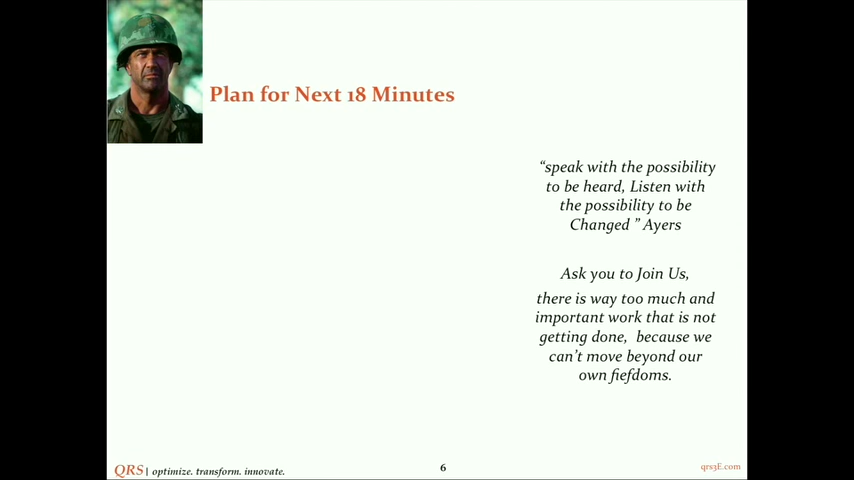 Plan for Next 18 Minutes
“speak with the possibility
to be heard, Listen with
the possibility to be
Changed ” Ayers
Ask you to Join Us,
there is way too much and
important work that is not
getting done, because we
can’t move beyond our
own fiefdoms.
QRS | optimize. transform. innovate.
6
qrs3E.com